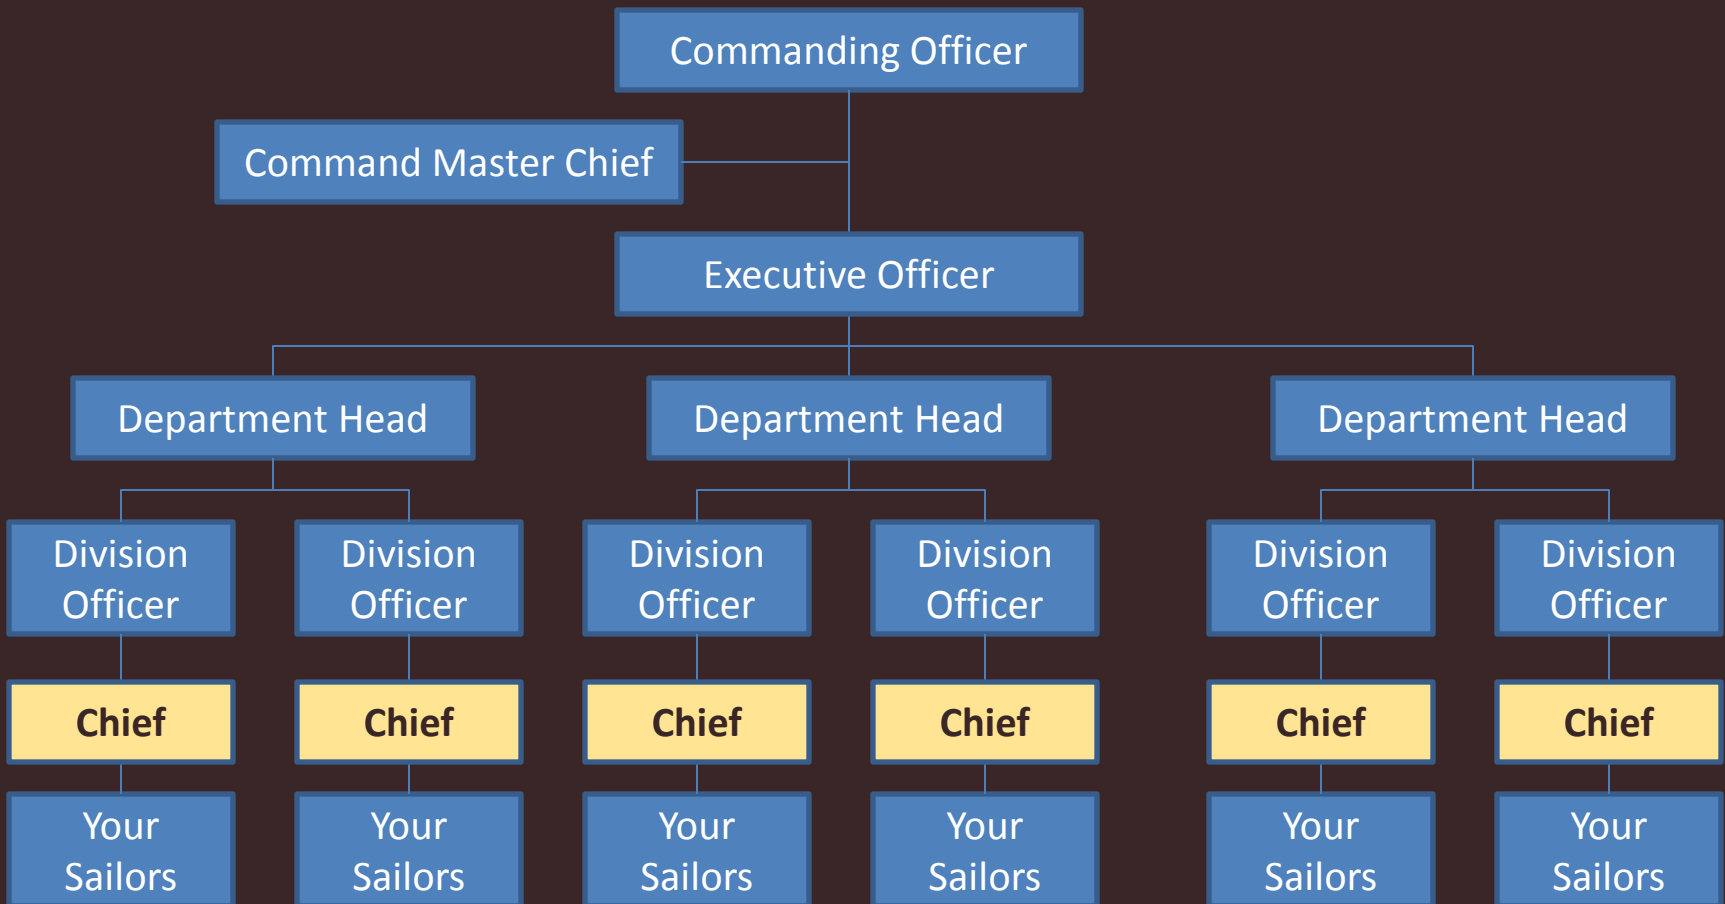 Commanding Officer
Command Master Chief
Executive Officer
Department Head
Department Head
Department Head
Division
Officer
Division
Officer
Division
Officer
Division
Officer
Division
Officer
Division
Officer
Chief
Chief
Chief
Chief
Chief
Chief
Your
Sailors
Your
Sailors
Your
Sailors
Your
Sailors
Your
Sailors
Your
Sailors